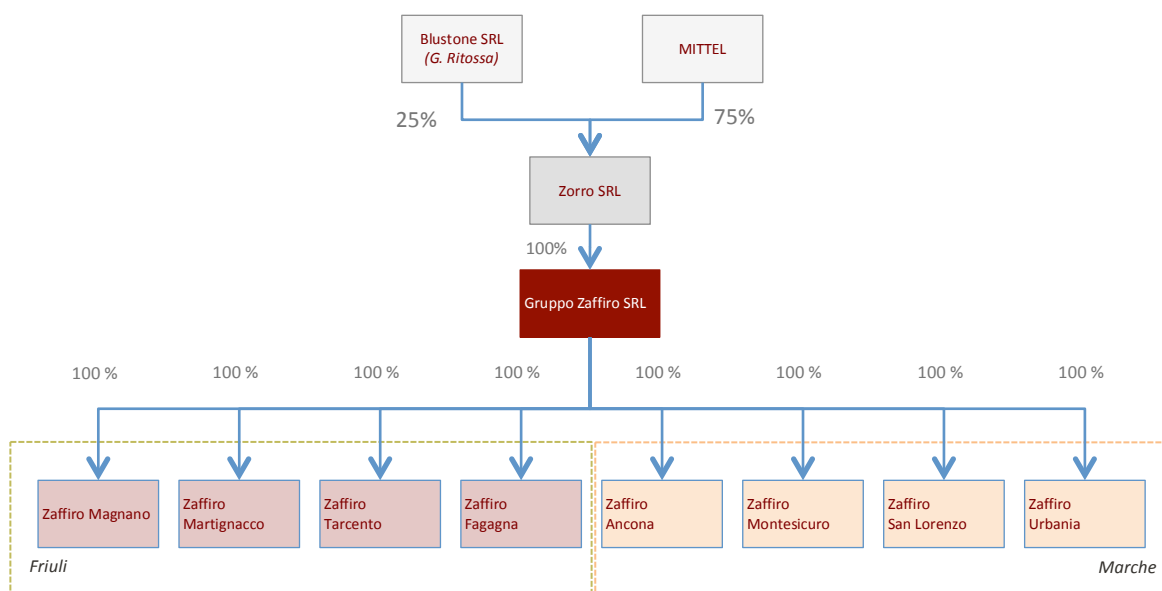 Blustone SRL
(G. Ritossa)
MITTEL
25%
75%
Zorro SRL
100%
Gruppo Zaffiro SRL
100 %
100 %
100 %
100 %
100 %
100 %
100 %
100 %
Zaffiro Magnano
Zaffiro
Martignacco
Zaffiro
Tarcento
Zaffiro
Fagagna
Zaffiro
Ancona
Zaffiro
Montesicuro
Zaffiro
San Lorenzo
Zaffiro
Urbania
Friuli
Marche